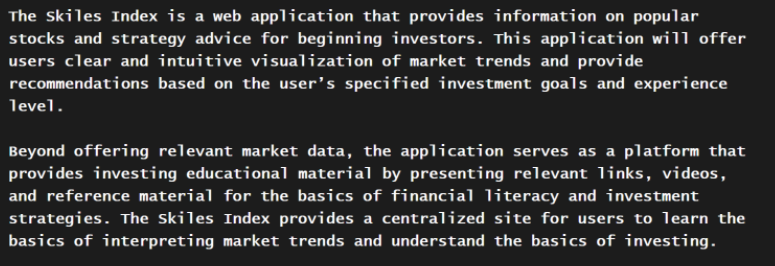 The Skiles Index is a web application that provides information on popular
stocks and strategy advice for beginning investors. This application will offer
users clear and intuitive visualization of market trends and provide
recommendations based on the user’s specified investment goals and experience
level.
Beyond offering relevant market data, the application serves as a platform that
provides investing educational material by presenting relevant links, videos,
and reference material for the basics of financial literacy and investment
strategies. The Skiles Index provides a centralized site for users to learn the
basics of interpreting market trends and understand the basics of investing.